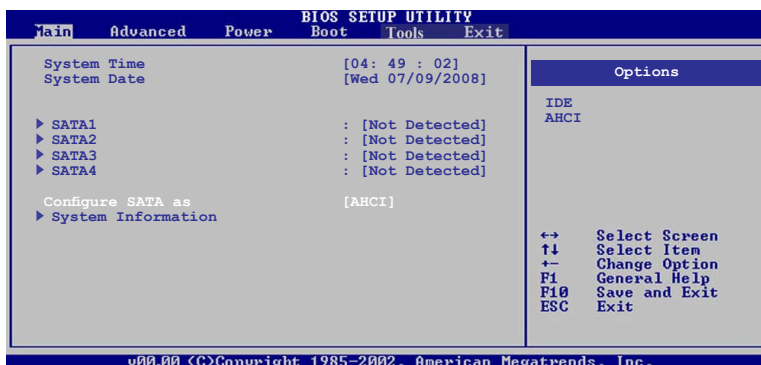 BIOS SETUP UTILITY
Main Advanced Power Boot Tools Exit
System Time [04: 49 : 02]
System Date [Wed 07/09/2008]
SATA1 : [Not Detected]
SATA2 : [Not Detected]
SATA3 : [Not Detected]
SATA4 : [Not Detected]
Configure SATA as [AHCI]
System Information
Options
IDE
AHCI
←→ Select Screen
↑↓ Select Item
+- Change Option
F1 General Help
F10 Save and Exit
ESC Exit
v00.00 (C)Copyright 1985-2002, American Megatrends, Inc.